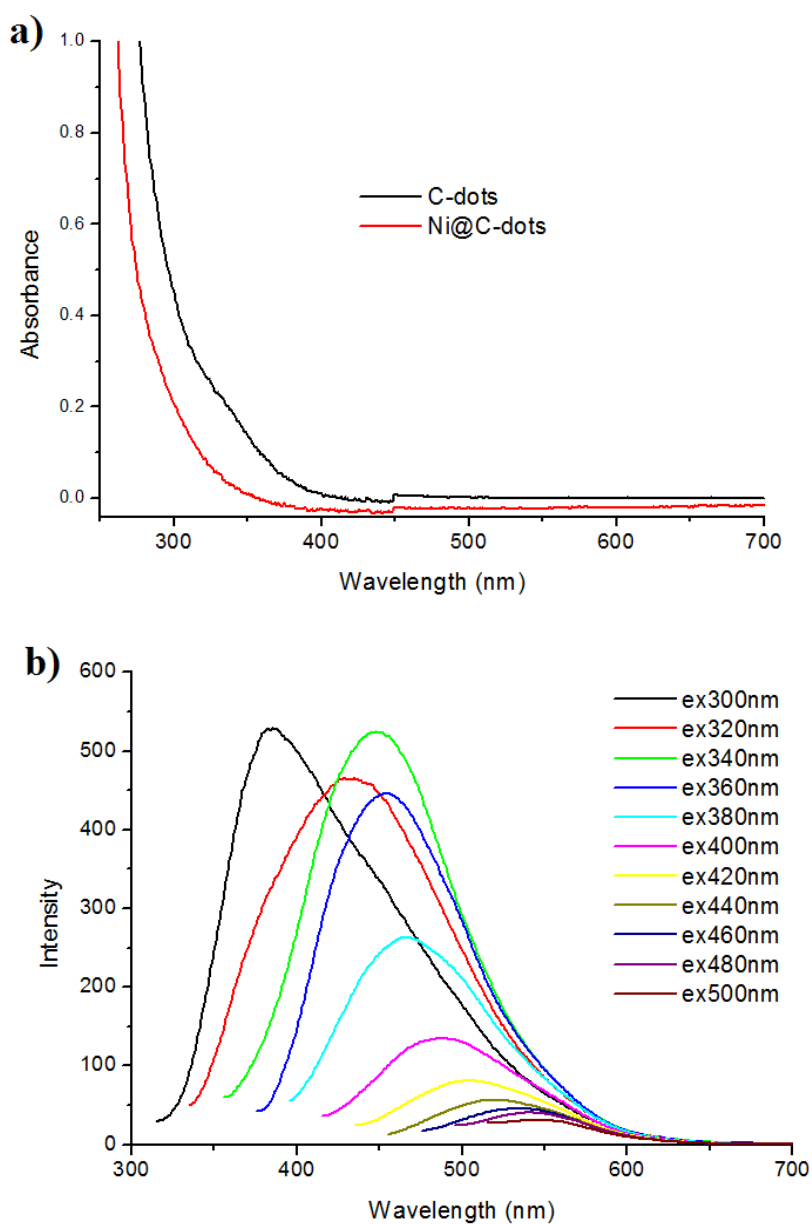 a)
1.0
0.8
0.6
0.4
0.2
0.0
Absorbance
C-dots
Ni@C-dots
300 400 500 600 700
Wavelength (nm)
b)
600
500
400
300
200
100
0
Intensity
ex300nm
ex320nm
ex340nm
ex360nm
ex380nm
ex400nm
ex420nm
ex440nm
ex460nm
ex480nm
ex500nm
300 400 500 600 700
Wavelength (nm)